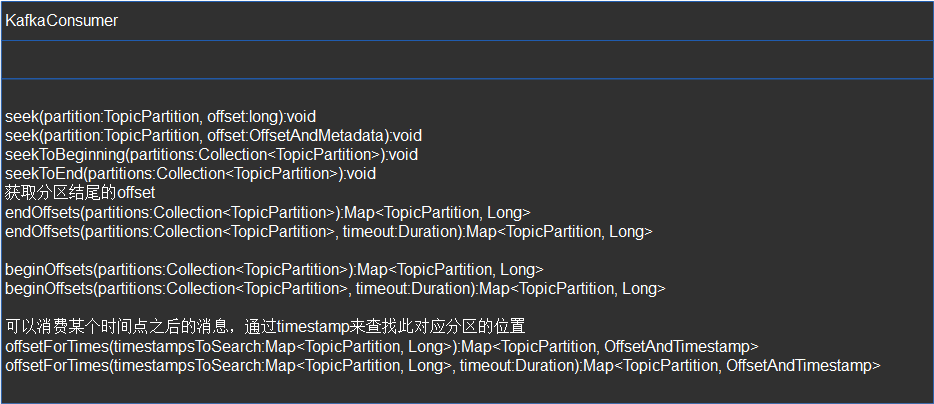 KafkaConsumer
seek(partition:TopicPartition, offset:long):void
seek(partition:TopicPartition, offset:OffsetAndMetadata):void
seekToBeginning(partitions:Collection<TopicPartition>):void
seekToEnd(partitions:Collection<TopicPartition>):void
获取分区结尾的offset
endOffsets(partitions:Collection<TopicPartition>):Map<TopicPartition, Long>
endOffsets(partitions:Collection<TopicPartition>, timeout:Duration):Map<TopicPartition, Long>
beginOffsets(partitions:Collection<TopicPartition>):Map<TopicPartition, Long>
beginOffsets(partitions:Collection<TopicPartition>, timeout:Duration):Map<TopicPartition, Long>
可以消费某个时间点之后的消息，通过timestamp来查找此对应分区的位置
offsetForTimes(timestampsToSearch:Map<TopicPartition, Long>):Map<TopicPartition, OffsetAndTimestamp>
offsetForTimes(timestampsToSearch:Map<TopicPartition, Long>, timeout:Duration):Map<TopicPartition, OffsetAndTimestamp>